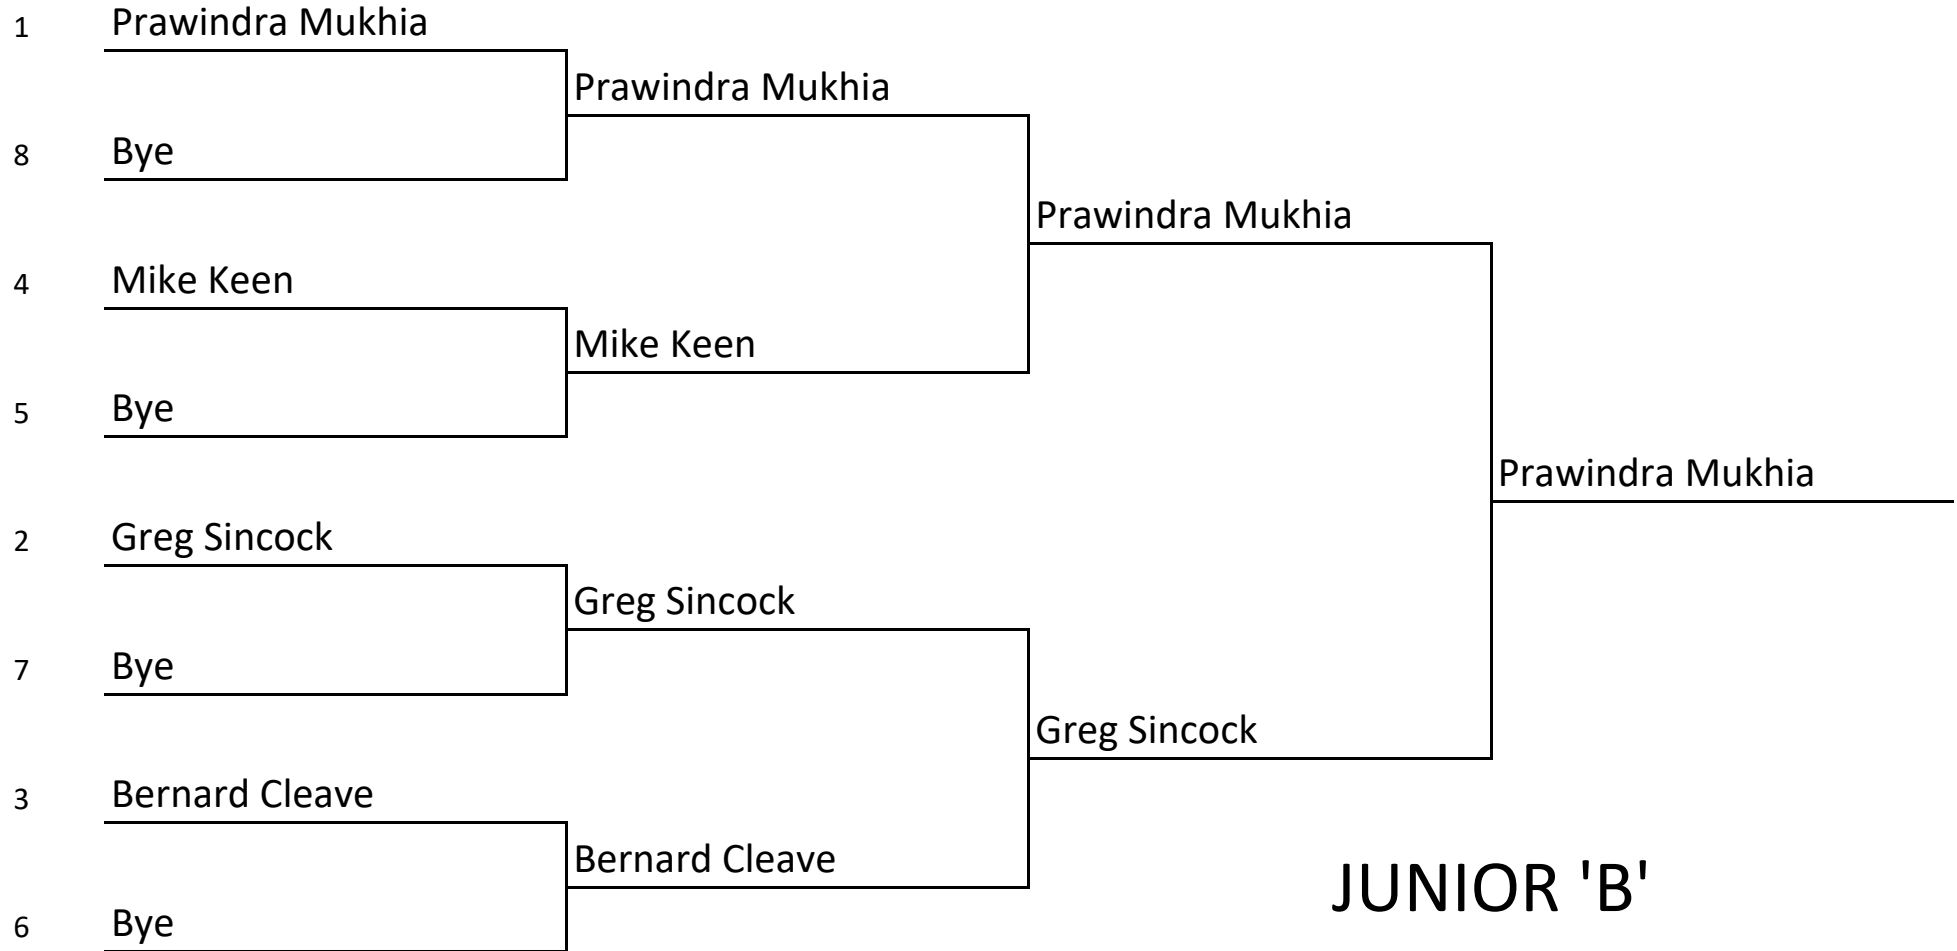 1 Prawindra Mukhia
Prawindra Mukhia
8 Bye
Prawindra Mukhia
4 Mike Keen
Mike Keen
5 Bye
Prawindra Mukhia
2 Greg Sincock
Greg Sincock
7 Bye
Greg Sincock
3 Bernard Cleave
Bernard Cleave
JUNIOR 'B'
6 Bye